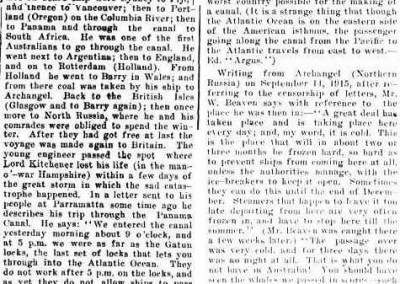 and thence to Vancouver; then to Port-
land (Oregon) on the Columbia River; then
to Panama and through the canal to
South Africa. He was one of the first
Australians to go through the canal. He
went next to Argentina; then to England,
and on to Rotterdam (Holland). From
Holland he went to Barry in Wales; and
from there coal was taken by his ship to
Archangel. Back to the British Isles
(Glasgow and to Barry again); then once
more to North Russia, where he and his
comrades were obliged to spend the win-
ter. After they had got free at last the
voyage was made again to Britain. The
young engineer passed the spot where
Lord Kitchener lost his life (in the man-
o'-war Hampshire) within a few days of
the great storm in which the sad catas-
trophe happened. In a letter sent to his
people at Parramatta some time ago he
describes his trip through the Panama
Canal. He says: "We entered the canal
yesterday morning about 9 o'clock, and
at 5 p.m. we were as far as the Gatun
locks, the last set of locks that lets you
through into the Atlantic Ocean. They
do not work after 5 p.m. on the locks, and
as yet they do not allow ships to pass
worst country possible for the making of
a canal. (It is a strange thing that though
the Atlantic Ocean is on the eastern side
of the American isthmus, the passenger
going along the canal from the Pacific to
the Atlantic travels from east to west.—
Ed. "Argus.")
Writing from Archangel (Northern
Russia) on September 14, 1915, after re-
ferring to the censorship of letters, Mr.
W. Beaven says with reference to the
place he was then in:—"A great deal has
taken place and is taking place here
every day; and, my word, it is cold. This
is the place that will in about two or
three months be frozen hard, so hard as
to prevent ships from coming here at all,
unless the authorities manage, with the
ice-breakers to keep it open. Sometimes
they can do this until the end of Decem-
ber. Steamers that happen to leave it too
late departing from here are very often
frozen in, and have to stop here till the
summer." (Mr. Beaven was caught there
a few weeks later.) "The passage over
was very cold, and for three days there
was no night at all. That is what you do
not have in Australia! You should have
seen the whales we passed in scores—such